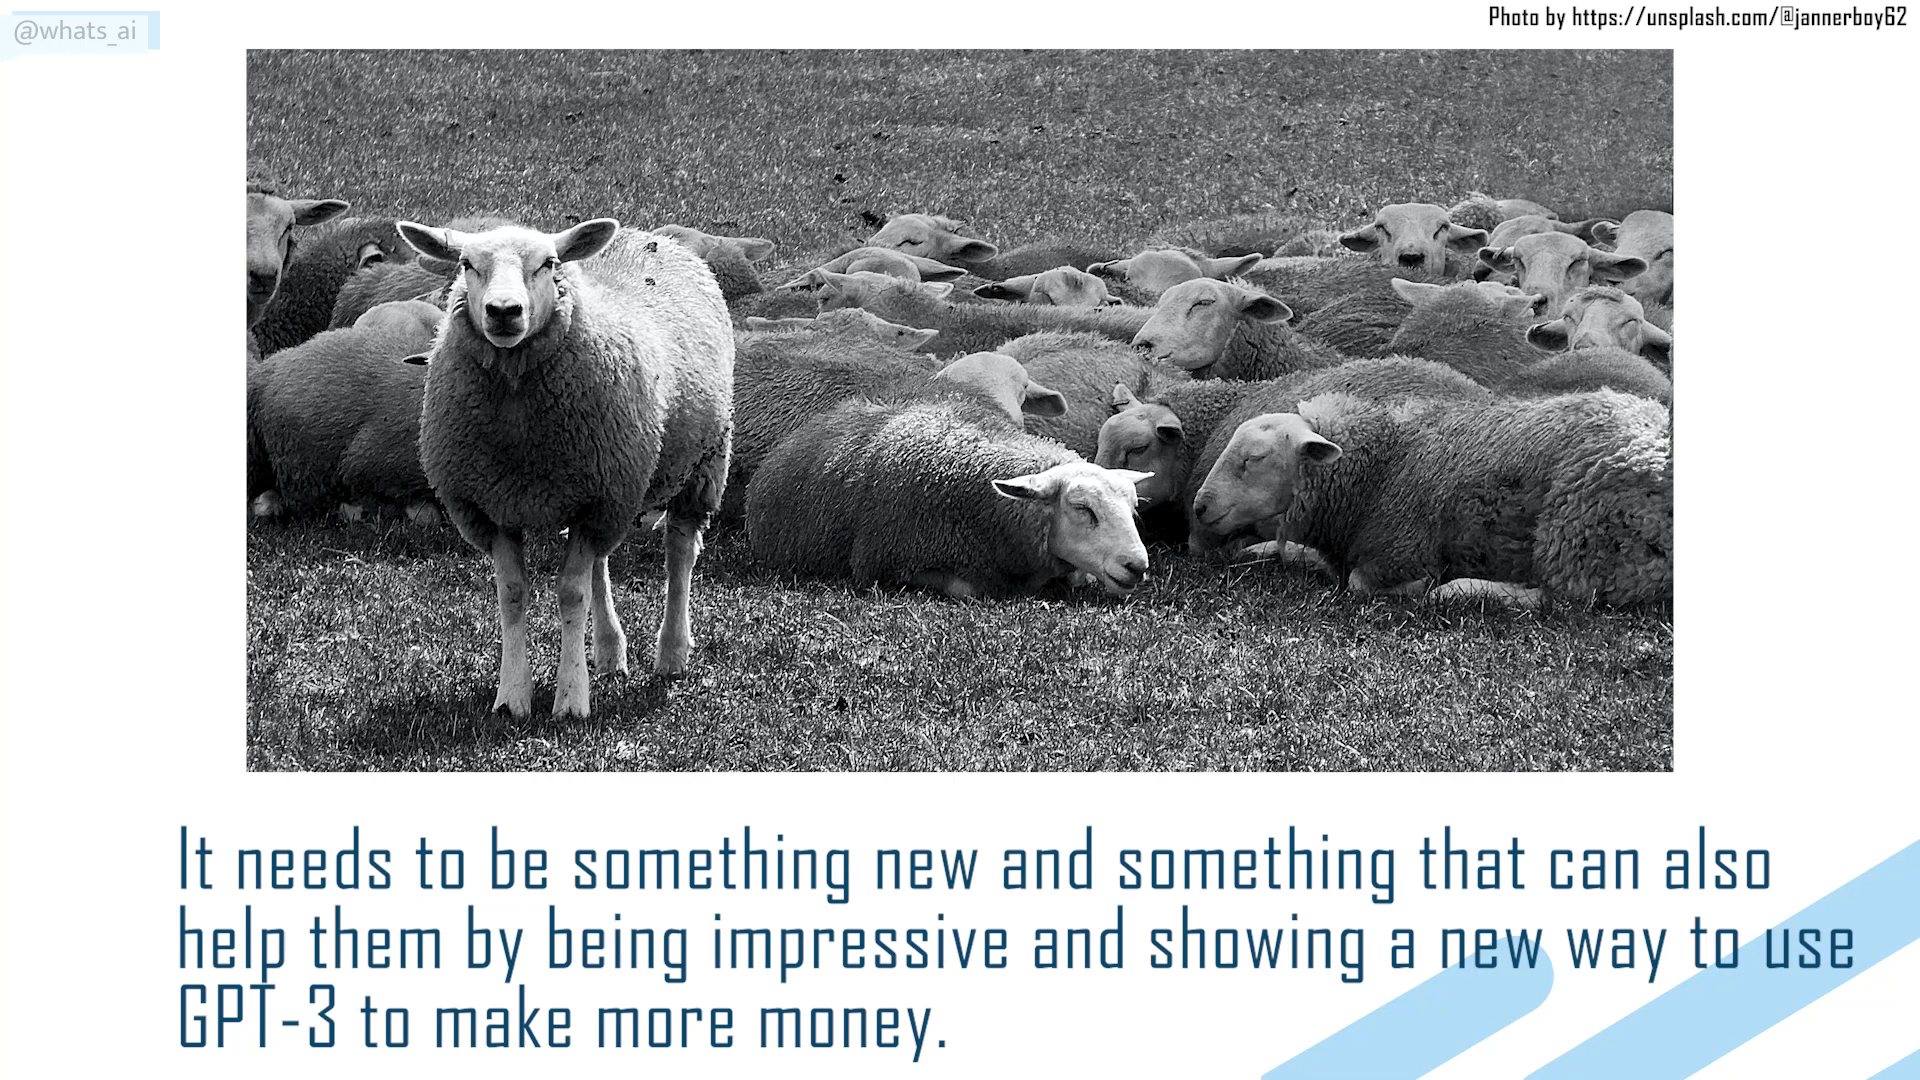 @whats_ai
Photo by https://unsplash.com/@jannerboy62
It needs to be something new and something that can also
help them by being impressive and showing a new way to use
GPT-3 to make more money.